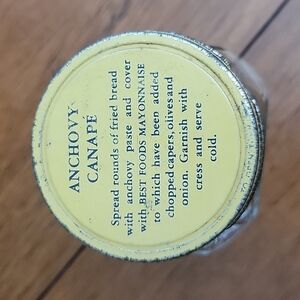 ANCHOVY
CANAPE
Spread rounds of fried bread
with anchovy paste and cover
with BEST FOODS MAYONNAISE
to which have been added
chopped capers, olives and
onion. Garnish with
cress and serve
cold.